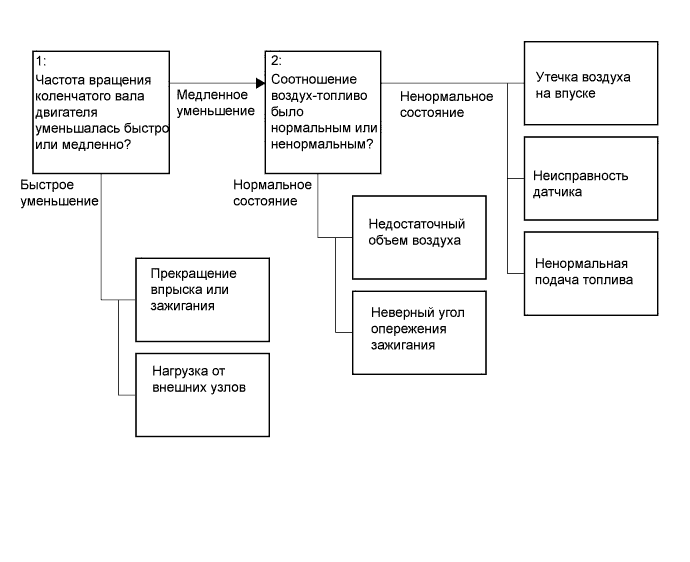 1:
Частота вращения
коленчатого вала
двигателя
уменьшалась быстро
или медленно?
Медленное
уменьшение
Быстрое
уменьшение
2:
Соотношение
воздух-топливо
было
нормальным или
ненормальным?
Ненормальное
состояние
Нормальное
состояние
Утечка воздуха
на впуске
Неисправность
датчика
Ненормальная
подача топлива
Недостаточный
объем воздуха
Неверный угол
опережения
зажигания
Прекращение
впрыска или
зажигания
Нагрузка от
внешних узлов